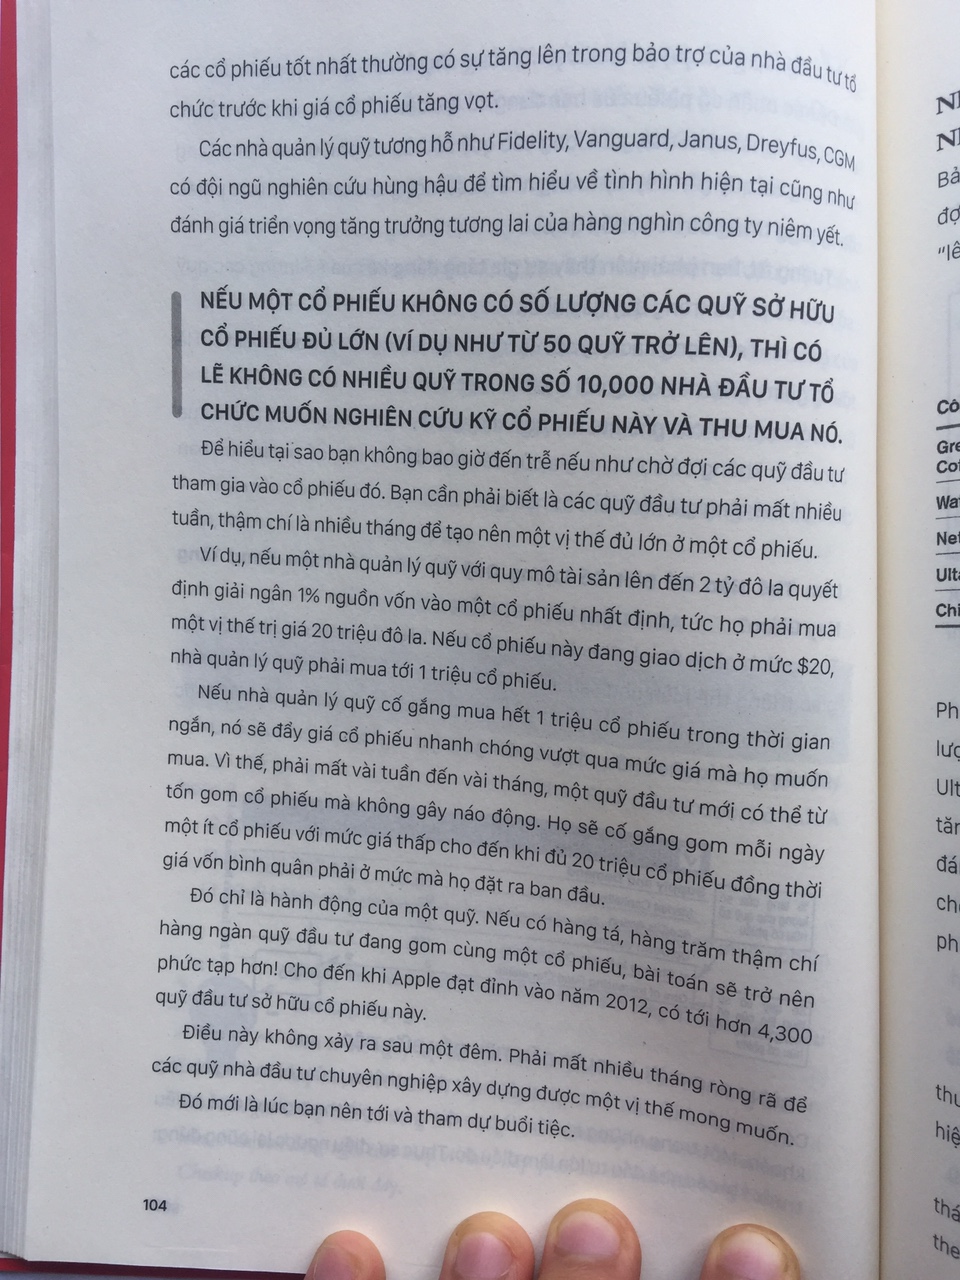 các cổ phiếu tốt nhất thường có sự tăng lên trong bảo trợ của nhà đầu tư tổ
chức trước khi giá cổ phiếu tăng vọt.
Các nhà quản lý quỹ tương hỗ như Fidelity, Vanguard, Janus, Dreyfus, CGM
có đội ngũ nghiên cứu hùng hậu để tìm hiểu về tình hình hiện tại cũng như
đánh giá triển vọng tăng trưởng tương lai của hàng nghìn công ty niêm yết.
NẾU MỘT CỔ PHIẾU KHÔNG CÓ SỐ LƯỢNG CÁC QUỸ SỞ HỮU
CỔ PHIẾU ĐỦ LỚN (VÍ DỤ NHƯ TỪ 50 QUỸ TRỞ LÊN), THÌ CÓ
LẼ KHÔNG CÓ NHIỀU QUỸ TRONG SỐ 10,000 NHÀ ĐẦU TƯ TỔ
CHỨC MUỐN NGHIÊN CỨU KỸ CỔ PHIẾU NÀY VÀ THU MUA NÓ.
Để hiểu tại sao bạn không bao giờ đến trễ nếu như chờ đợi các quỹ đầu tư
tham gia vào cổ phiếu đó. Bạn cần phải biết là các quỹ đầu tư phải mất nhiều
tuần, thậm chí là nhiều tháng để tạo nên một vị thế đủ lớn ở một cổ phiếu.
Ví dụ, nếu một nhà quản lý quỹ với quy mô tài sản lên đến 2 tỷ đô la quyết
định giải ngân 1% nguồn vốn vào một cổ phiếu nhất định, tức họ phải mua
một vị thế trị giá 20 triệu đô la. Nếu cổ phiếu này đang giao dịch ở mức $20,
nhà quản lý quỹ phải mua tới 1 triệu cổ phiếu.
Nếu nhà quản lý quỹ cố gắng mua hết 1 triệu cổ phiếu trong thời gian
ngắn, nó sẽ đẩy giá cổ phiếu nhanh chóng vượt qua mức giá mà họ muốn
mua. Vì thế, phải mất vài tuần đến vài tháng, một quỹ đầu tư mới có thể từ
tốn gom cổ phiếu mà không gây náo động. Họ sẽ cố gắng gom mỗi ngày
một ít cổ phiếu với mức giá thấp cho đến khi đủ 20 triệu cổ phiếu đồng thời
giá vốn bình quân phải ở mức mà họ đặt ra ban đầu.
Đó chỉ là hành động của một quỹ. Nếu có hàng tá, hàng trăm thậm chí
hàng ngàn quỹ đầu tư đang gom cùng một cổ phiếu, bài toán sẽ trở nên
phức tạp hơn! Cho đến khi Apple đạt đỉnh vào năm 2012, có tới hơn 4,300
quỹ đầu tư sở hữu cổ phiếu này.
Điều này không xảy ra sau một đêm. Phải mất nhiều tháng ròng rã để
các quỹ nhà đầu tư chuyên nghiệp xây dựng được một vị thế mong muốn.
Đó mới là lúc bạn nên tới và tham dự buổi tiệc.
104